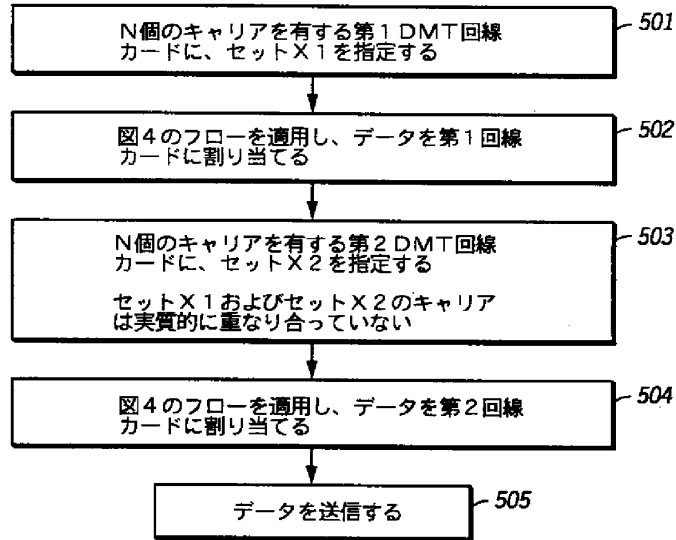 N個のキャリアを有する第1DMT回線
カードに、セットX1を指定する
501
図4のフローを適用し、データを第1回線
カードに割り当てる
502
N個のキャリアを有する第2DMT回線
カードに、セットX2を指定する
セットX1およびセットX2のキャリア
は実質的に重なり合っていない
503
図4のフローを適用し、データを第2回線
カードに割り当てる
504
データを送信する
505